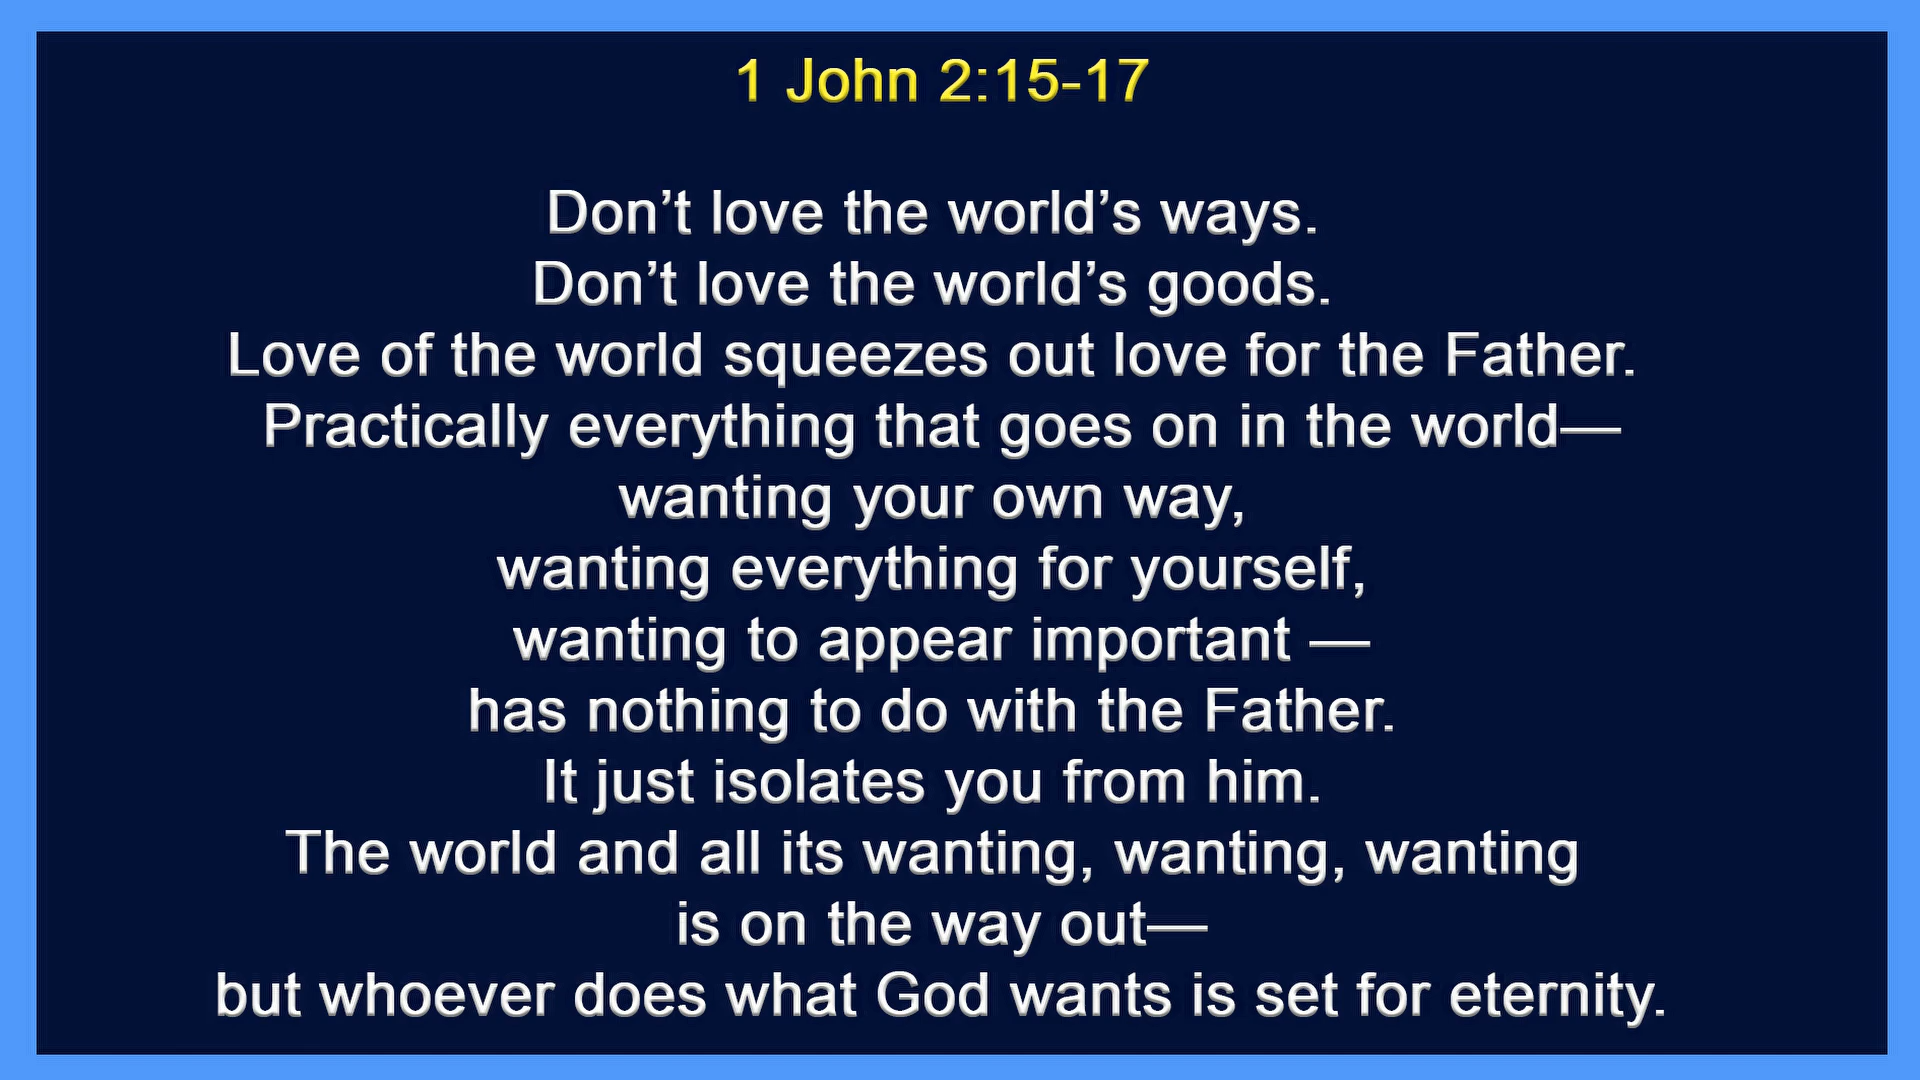 1 John 2:15-17
Don’t love the world’s ways.
Don’t love the world’s goods.
Love of the world squeezes out love for the Father.
Practically everything that goes on in the world—
wanting your own way,
wanting everything for yourself,
wanting to appear important —
has nothing to do with the Father.
It just isolates you from him.
The world and all its wanting, wanting, wanting
is on the way out—
but whoever does what God wants is set for eternity.